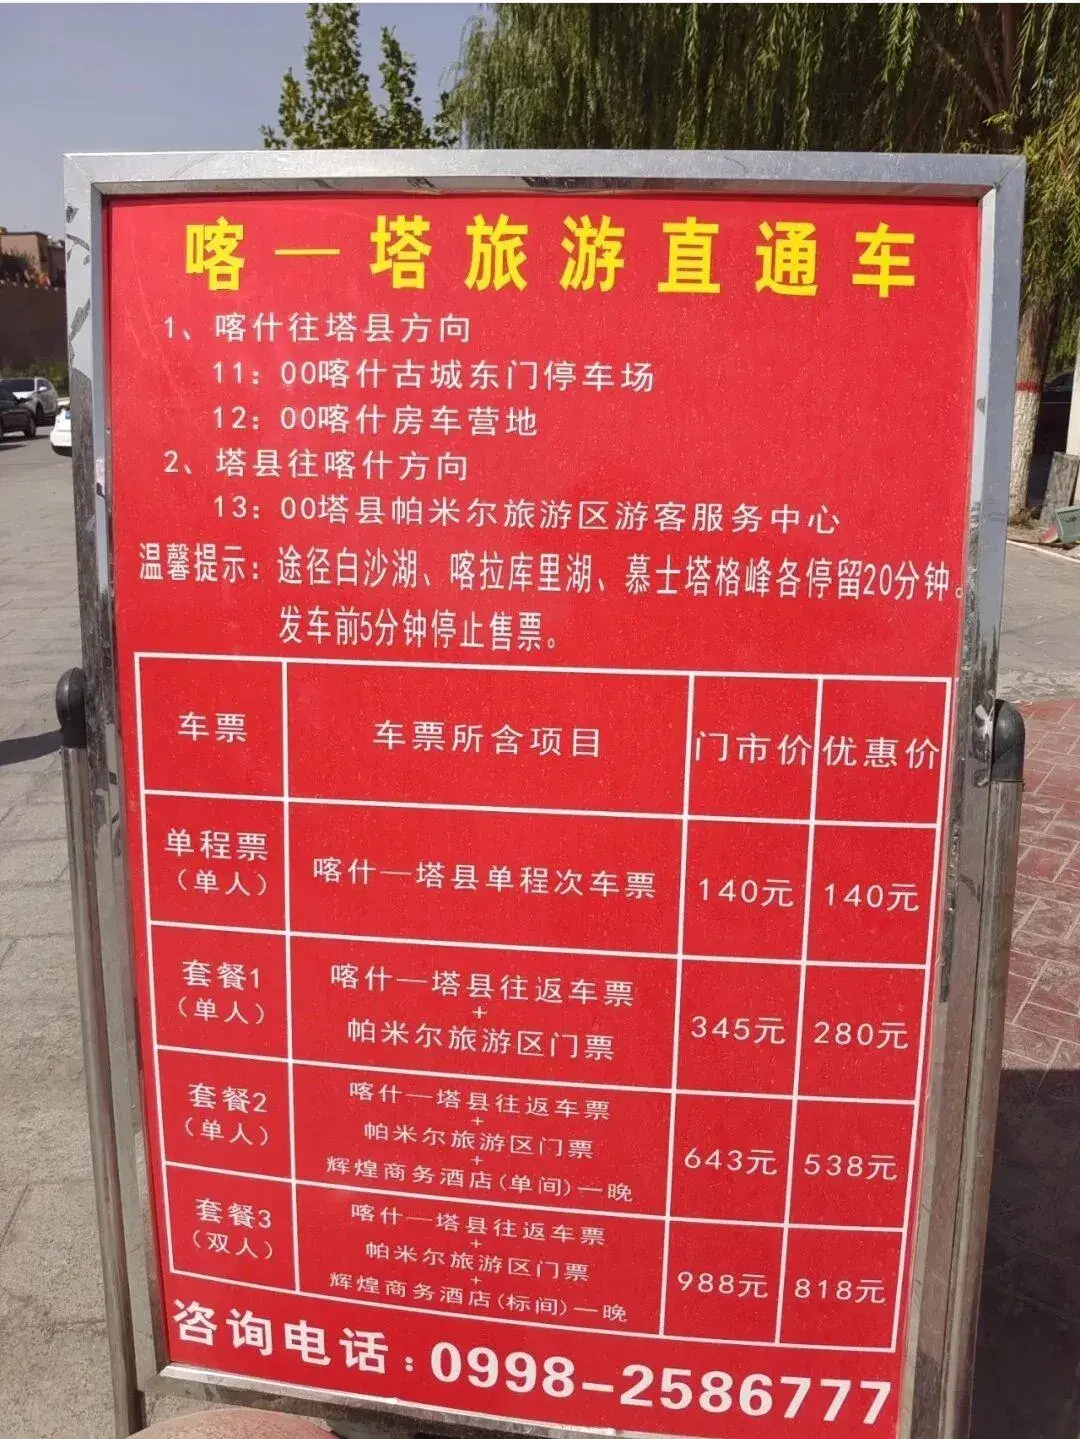 喀一塔旅游直通车
1、喀什往塔县方向
11：00喀什古城东门停车场
12：00喀什房车营地
2、塔县往喀什方向
13：00塔县帕米尔旅游区游客服务中心
温馨提示：途径白沙湖、喀拉库里湖、慕士塔格峰各停留20分钟。
发车前5分钟停止售票。
车票 车票所含项目 门市价 优惠价
单程票
（单人）
喀什一塔县单程次车票 140元 140元
套餐1
（单人）
喀什一塔县往返车票
+
帕米尔旅游区门票
345元 280元
套餐2
（单人）
喀什一塔县往返车票
+
帕米尔旅游区门票
+
辉煌商务酒店(单间)一晚
643元 538元
套餐3
（双人）
喀什一塔县往返车票
+
帕米尔旅游区门票
+
辉煌商务酒店(标间)一晚
988元 818元
咨询电话：0998-2586777